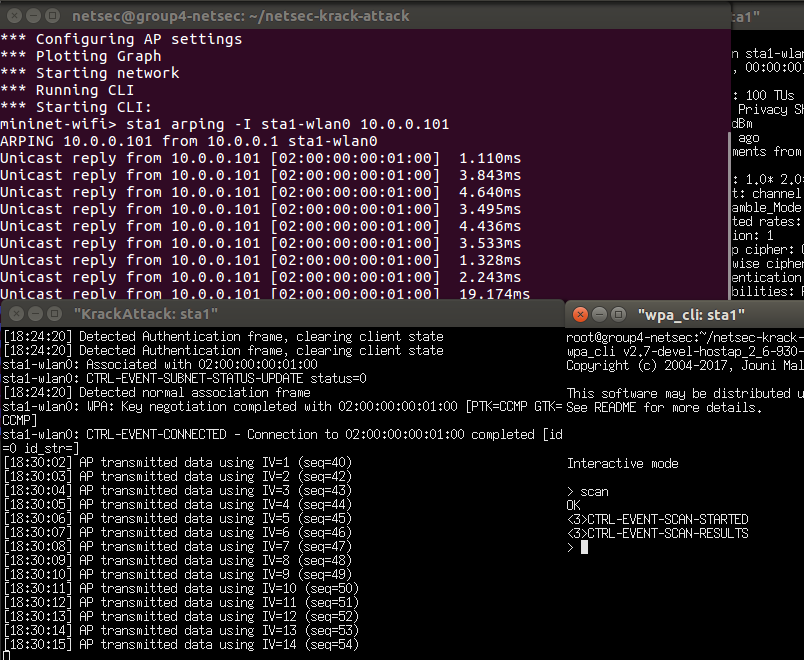 netsec@group4-netsec: ~/netsec-krack-attack
*** Configuring AP settings
*** Plotting Graph
*** Starting network
*** Running CLI
*** Starting CLI:
mininet-wifi> sta1 arping -I sta1-wlan0 10.0.0.101
ARPING 10.0.0.101 from 10.0.0.1 sta1-wlan0
Unicast reply from 10.0.0.101 [02:00:00:00:01:00]  1.110ms
Unicast reply from 10.0.0.101 [02:00:00:00:01:00]  3.843ms
Unicast reply from 10.0.0.101 [02:00:00:00:01:00]  4.640ms
Unicast reply from 10.0.0.101 [02:00:00:00:01:00]  3.495ms
Unicast reply from 10.0.0.101 [02:00:00:00:01:00]  4.436ms
Unicast reply from 10.0.0.101 [02:00:00:00:01:00]  3.533ms
Unicast reply from 10.0.0.101 [02:00:00:00:01:00]  1.328ms
Unicast reply from 10.0.0.101 [02:00:00:00:01:00]  2.243ms
Unicast reply from 10.0.0.101 [02:00:00:00:01:00]  19.174ms
ta1"
n sta1-wlan
, 00:00:00
: 100 TUs
Privacy Sh
dBm
ago
ments from
: 1.0* 2.0*
t: channel
amble_Mode
ted rates:
ion: 1
p cipher: C
wise cipher
entication
bilities:
"KrackAttack: sta1"
[18:24:20] Detected Authentication frame, clearing client state
[18:24:20] Detected Authentication frame, clearing client state
sta1-wlan0: Associated with 02:00:00:00:01:00
sta1-wlan0: CTRL-EVENT-SUBNET-STATUS-UPDATE status=0
[18:24:20] Detected normal association frame
sta1-wlan0: WPA: Key negotiation completed with 02:00:00:00:01:00 [PTK=CCMP GTK=
CCMP]
sta1-wlan0: CTRL-EVENT-CONNECTED - Connection to 02:00:00:00:01:00 completed [id
=0 id_str=]
[18:30:02] AP transmitted data using IV=1 (seq=40)
[18:30:03] AP transmitted data using IV=2 (seq=42)
[18:30:04] AP transmitted data using IV=3 (seq=43)
[18:30:05] AP transmitted data using IV=4 (seq=44)
[18:30:06] AP transmitted data using IV=5 (seq=45)
[18:30:07] AP transmitted data using IV=6 (seq=46)
[18:30:08] AP transmitted data using IV=7 (seq=47)
[18:30:09] AP transmitted data using IV=8 (seq=48)
[18:30:10] AP transmitted data using IV=9 (seq=49)
[18:30:11] AP transmitted data using IV=10 (seq=50)
[18:30:12] AP transmitted data using IV=11 (seq=51)
[18:30:13] AP transmitted data using IV=12 (seq=52)
[18:30:14] AP transmitted data using IV=13 (seq=53)
[18:30:15] AP transmitted data using IV=14 (seq=54)
"wpa_cli: sta1"
root@group4-netsec:~/netsec-krack-
wpa_cli v2.7-devel-hostap_2_6-930-
Copyright (c) 2004-2017, Jouni Mal
This software may be distributed u
See README for more details.
Interactive mode
> scan
OK
<3>CTRL-EVENT-SCAN-STARTED
<3>CTRL-EVENT-SCAN-RESULTS
>